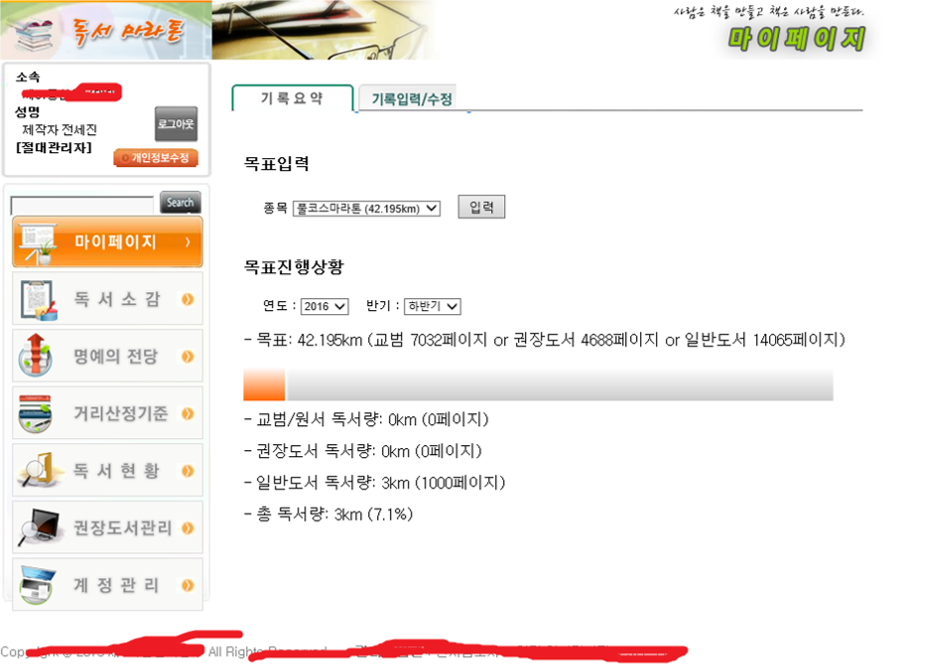 독서 마라톤
사람은 책을 만들고 책은 사람을 만든다.
마이페이지
소속
성명
제작자 전세진
[절대관리자]
로그아웃
개인정보수정
Search
마이페이지
독서소감
명예의 전당
거리산정기준
독서현황
권장도서관리
계정관리
기록요약
기록입력/수정
목표입력
종목 풀코스마라톤 (42.195km) 입력
목표진행상황
연도 : 2016 반기 : 하반기
- 목표: 42.195km (교범 7032페이지 or 권장도서 4688페이지 or 일반도서 14065페이지)
- 교범/원서 독서량: 0km (0페이지)
- 권장도서 독서량: 0km (0페이지)
- 일반도서 독서량: 3km (1000페이지)
- 총 독서량: 3km (7.1%)
All Rights Reserved